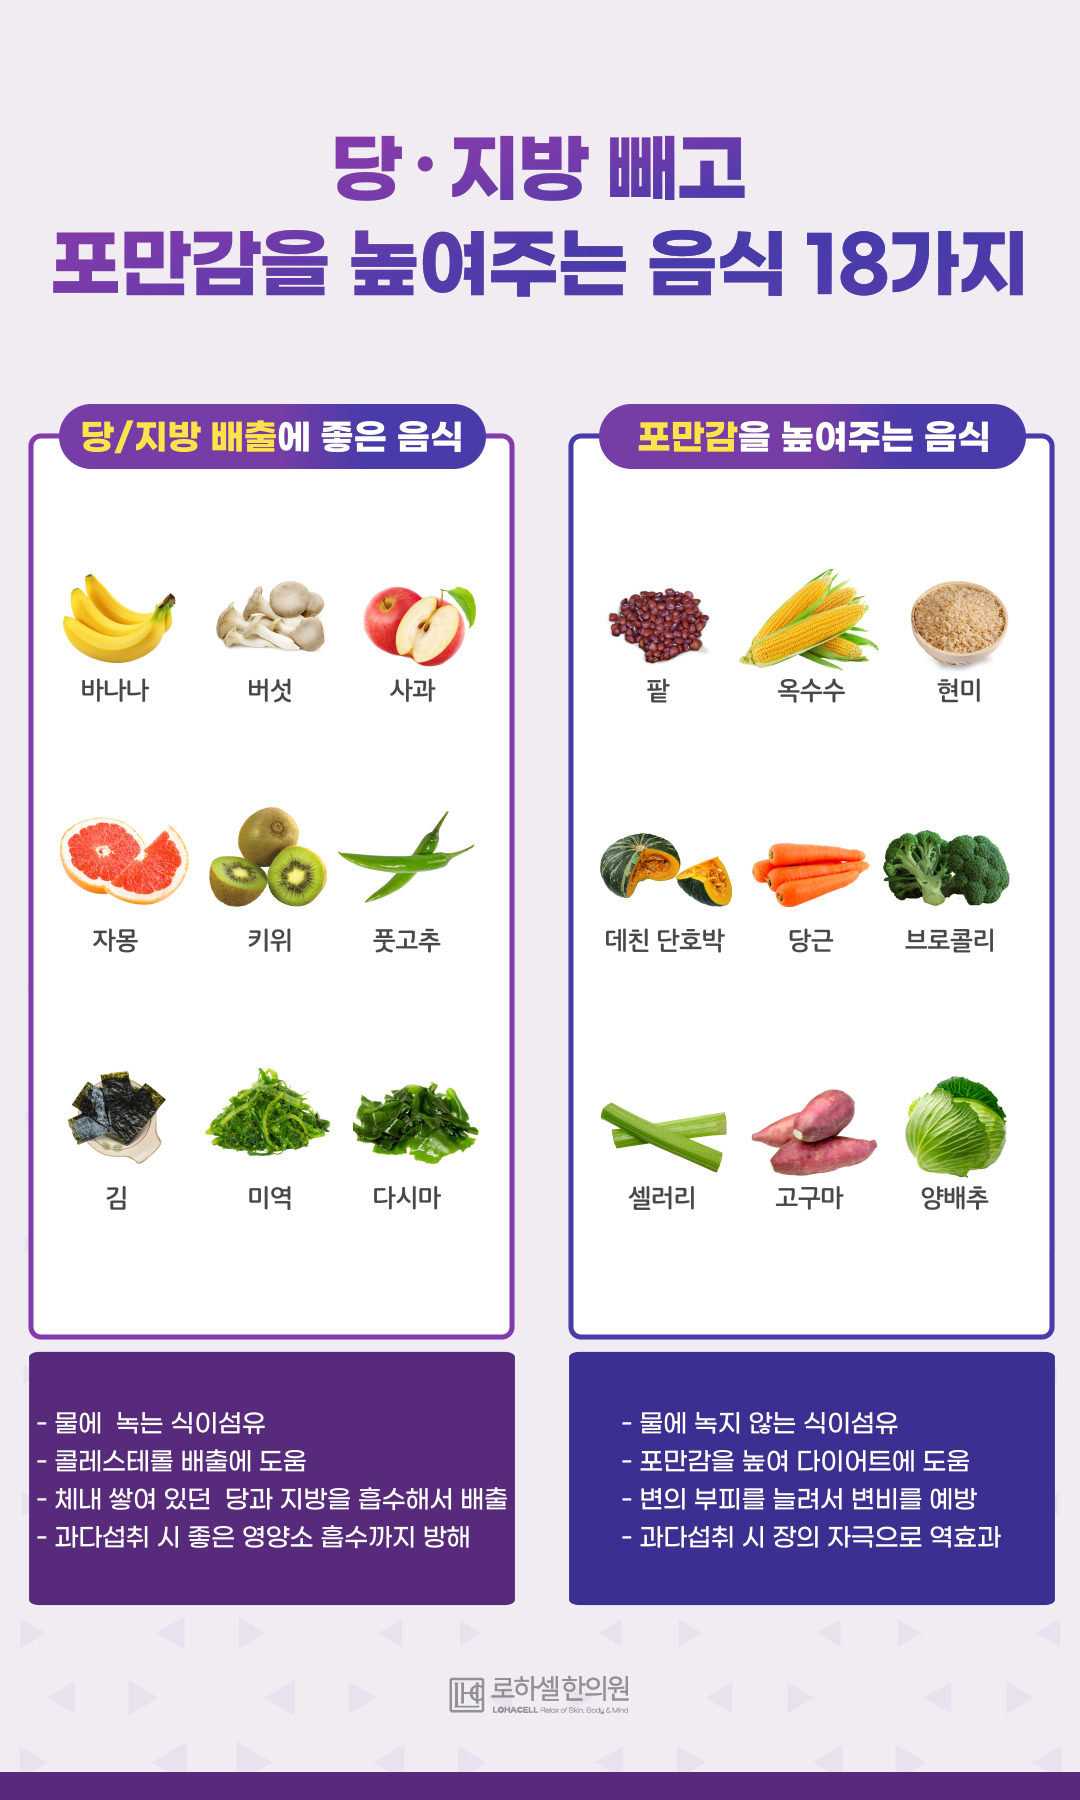 당·지방 빼고
포만감을 높여주는 음식 18가지
당/지방 배출에 좋은 음식
바나나
버섯
사과
자몽
키위
풋고추
김
미역
다시마
- 물에 녹는 식이섬유
- 콜레스테롤 배출에 도움
- 체내 쌓여 있던 당과 지방을 흡수해서 배출
- 과다섭취 시 좋은 영양소 흡수까지 방해
포만감을 높여주는 음식
팥
옥수수
현미
데친 단호박
당근
브로콜리
셀러리
고구마
양배추
- 물에 녹지 않는 식이섬유
- 포만감을 높여 다이어트에 도움
- 변의 부피를 늘려서 변비를 예방
- 과다섭취 시 장의 자극으로 역효과
로하셀한의원
LOHACELL Relax of Skin, Body & Mind